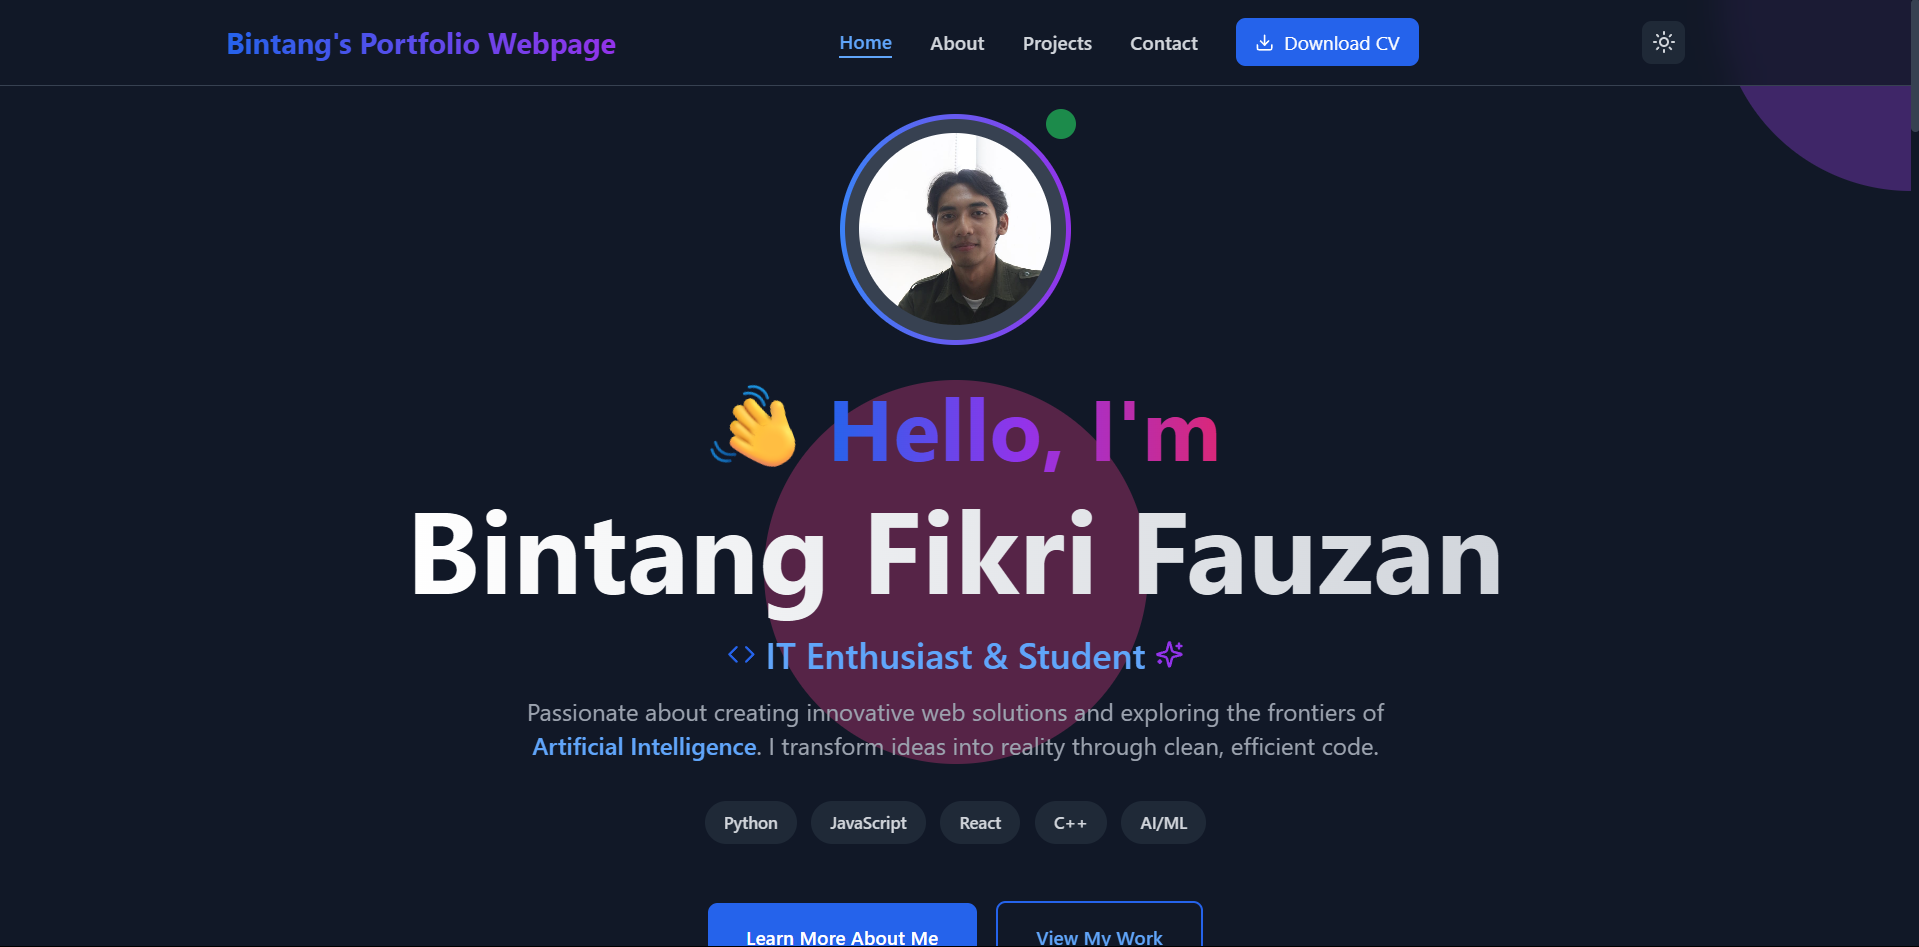 Bintang's Portfolio Webpage
Home
About
Projects
Contact
Download CV
👋 Hello, I'm
Bintang Fikri Fauzan
IT Enthusiast & Student
Passionate about creating innovative web solutions and exploring the frontiers of
Artificial Intelligence. I transform ideas into reality through clean, efficient code.
Python
JavaScript
React
C++
AI/ML
Learn More About Me
View My Work